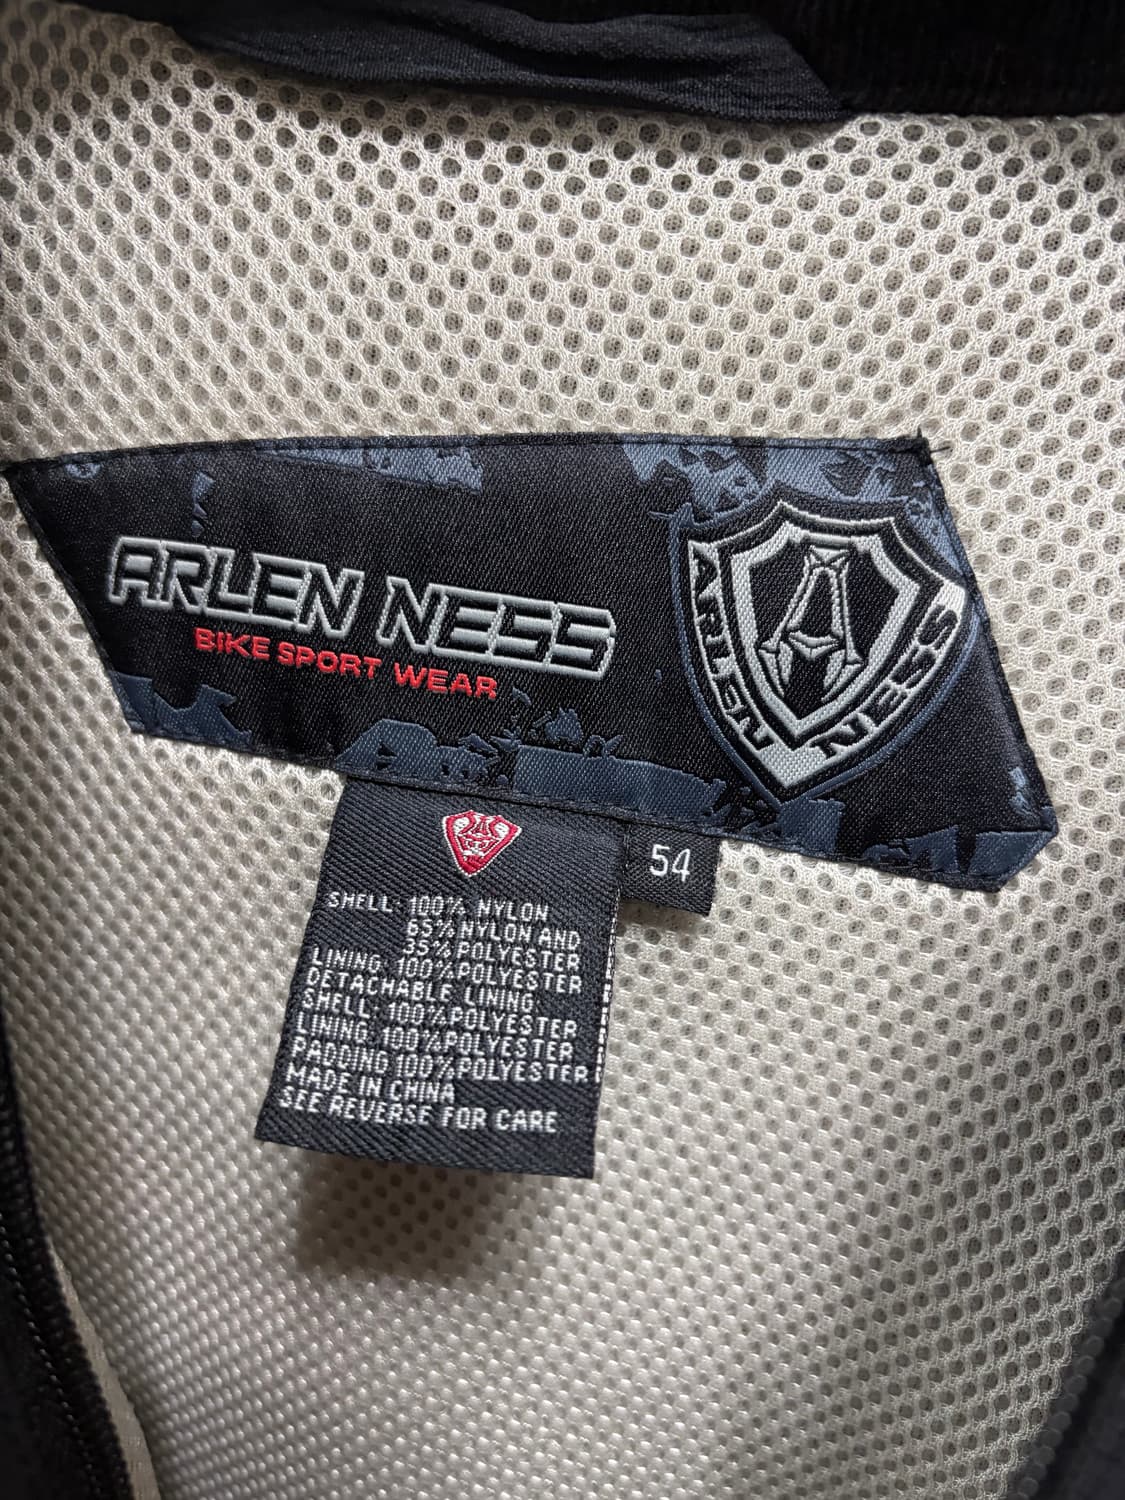 ARLEN NESS
BIKE SPORT WEAR
ARLEN NESS
54
SHELL: 100% NYLON
65% NYLON AND
35% POLYESTER
LINING: 100% POLYESTER
DETACHABLE LINING
SHELL: 100% POLYESTER
LINING: 100% POLYESTER
PADDING 100% POLYESTER
MADE IN CHINA
SEE REVERSE FOR CARE